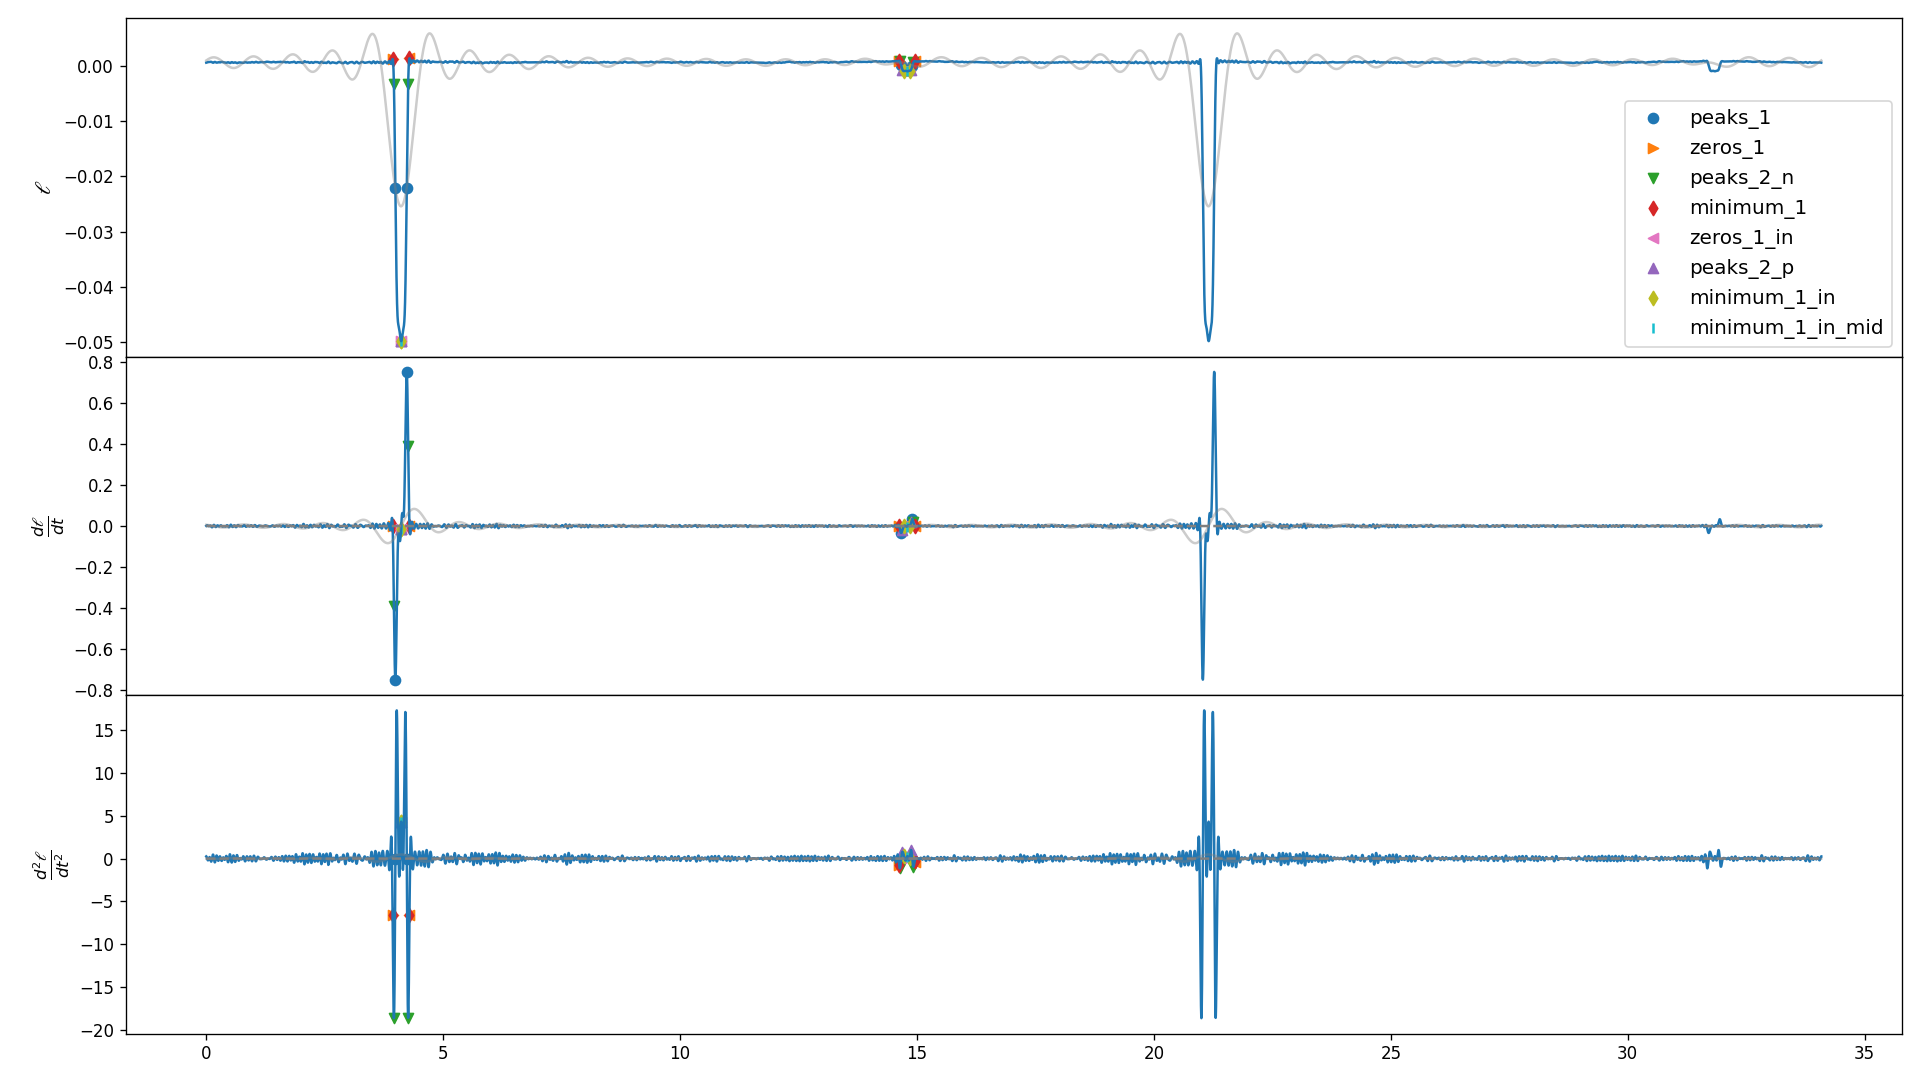 0.00
−0.01
−0.02
−0.03
−0.04
−0.05
ℓ
peaks_1
zeros_1
peaks_2_n
minimum_1
zeros_1_in
peaks_2_p
minimum_1_in
minimum_1_in_mid
0.8
0.6
0.4
0.2
0.0
−0.2
−0.4
−0.6
−0.8
dℓ
dt
15
10
5
0
−5
−10
−15
−20
d²ℓ
dt²
0 5 10 15 20 25 30 35